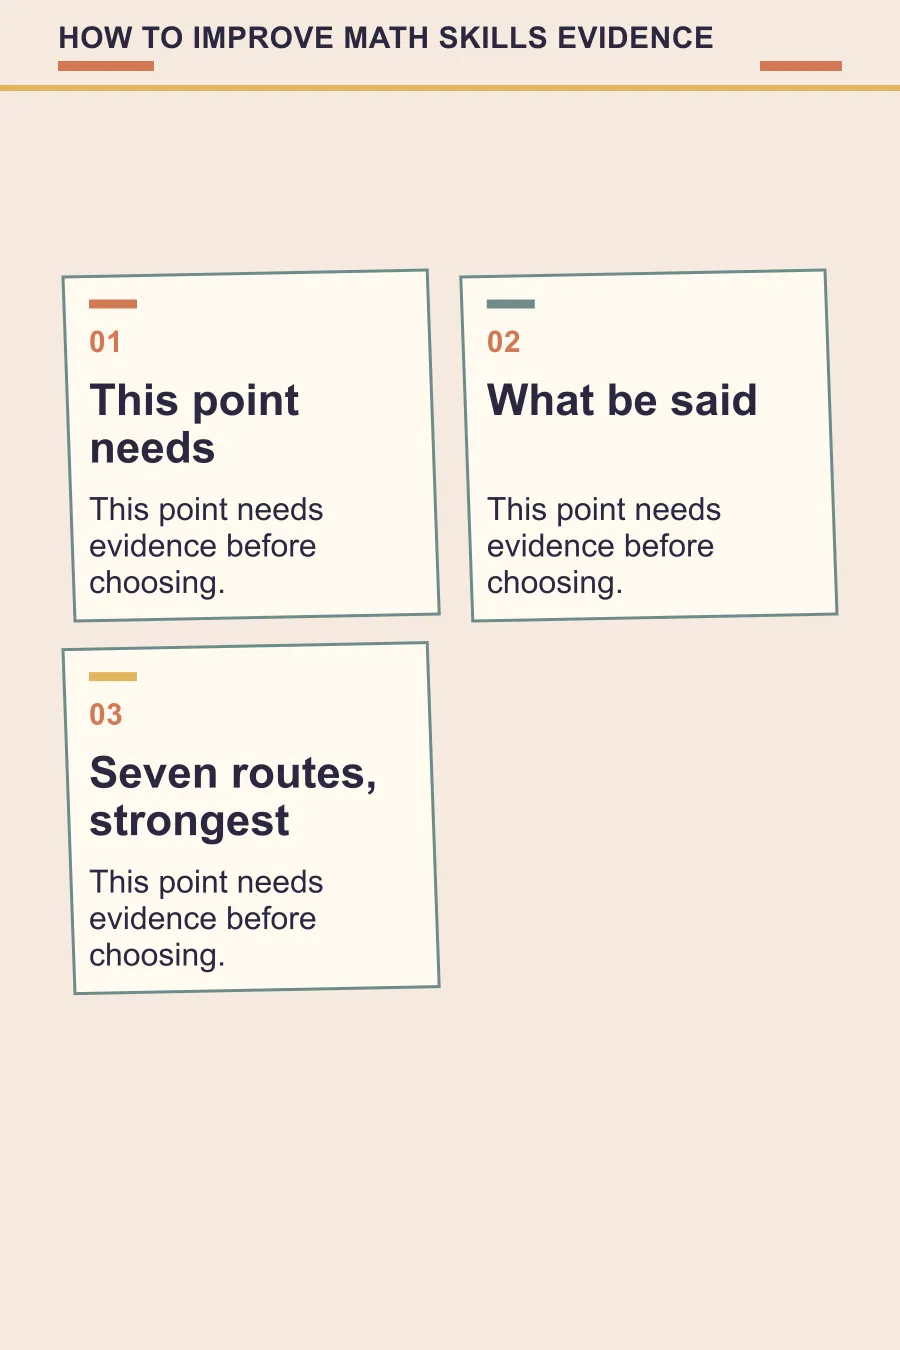 HOW TO IMPROVE MATH SKILLS EVIDENCE
01
This point
needs
This point needs
evidence before
choosing.
02
What be said
This point needs
evidence before
choosing.
03
Seven routes,
strongest
This point needs
evidence before
choosing.